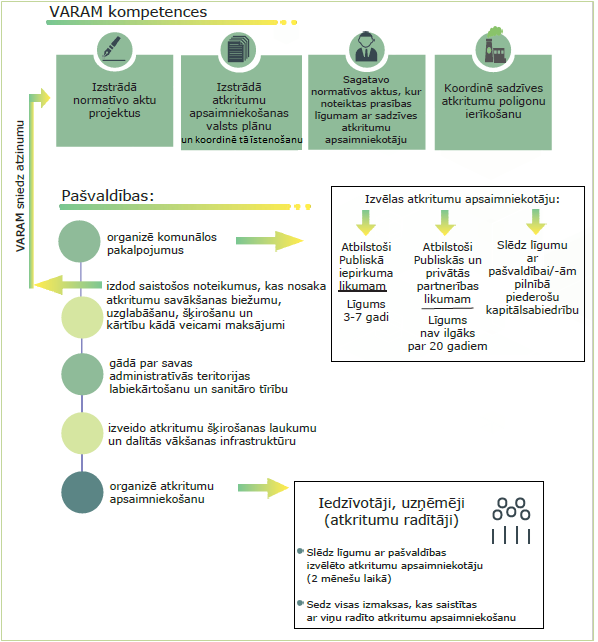 VARAM kompetences
Izstrādā
normatīvo aktu
projektus
Izstrādā
atkritumu
apsaimniekošanas
valsts plānu
un koordinē tā īstenošanu
Sagatavo
normatīvos aktus, kur
noteiktas prasības
līgumam ar sadzīves
atkritumu
apsaimniekotāju
Koordinē sadzīves
atkritumu poligonu
ierīkošanu
VARAM sniedz atzinumu
Pašvaldības:
organizē komunālos
pakalpojumus
izdod saistošos noteikumus, kas nosaka
atkritumu savākšanas biežumu,
uzglabāšanu, šķirošanu un
kārtību kādā veicami maksājumi
gādā par savas
administratīvās teritorijas
labiekārtošanu un sanitāro tīrību
izveido atkritumu šķirošanas laukumu
un dalītās vākšanas infrastruktūru
organizē atkritumu
apsaimniekošanu
Izvēlas atkritumu apsaimniekotāju:
Atbilstoši
Publiskā
iepirkuma
likumam
Līgums
3-7 gadi
Atbilstoši
Publiskās un
privātās
partnerības
likumam
Līgums
nav ilgāks
par 20 gadiem
Slēdz līgumu
ar
pašvaldībai/-ām
pilnībā
piederošu
kapitālsabiedrību
Iedzīvotāji, uzņēmēji
(atkritumu radītāji)
Slēdz līgumu ar pašvaldības
izvēlēto atkritumu apsaimniekotāju
(2 mēnešu laikā)
Sedz visas izmaksas, kas saistītas
ar viņu radīto atkritumu apsaimniekošanu